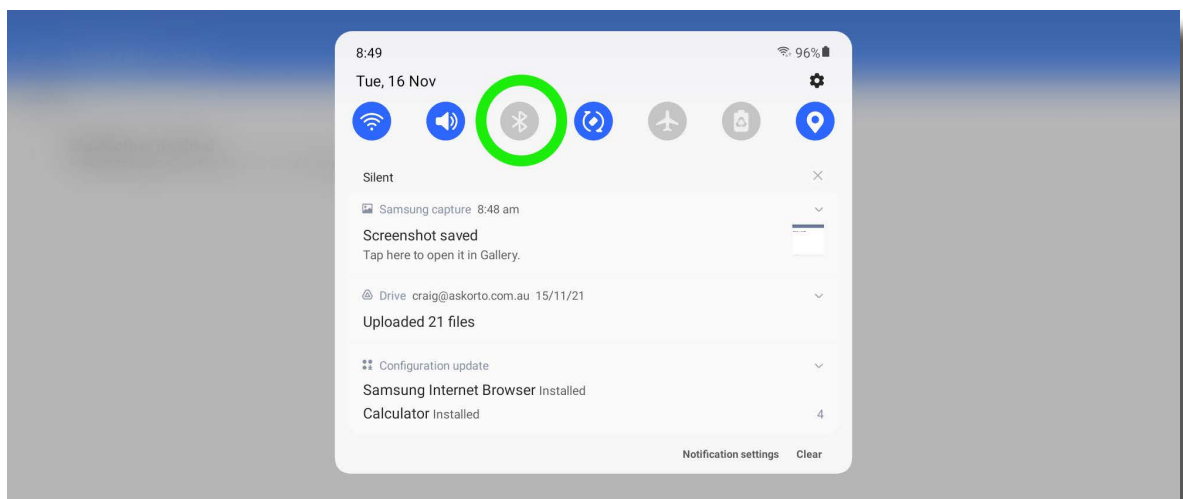 8:49 96%
Tue, 16 Nov
Silent
Samsung capture 8:48 am
Screenshot saved
Tap here to open it in Gallery.
Drive craig@askorto.com.au 15/11/21
Uploaded 21 files
Configuration update
Samsung Internet Browser Installed
Calculator Installed 4
Notification settings Clear